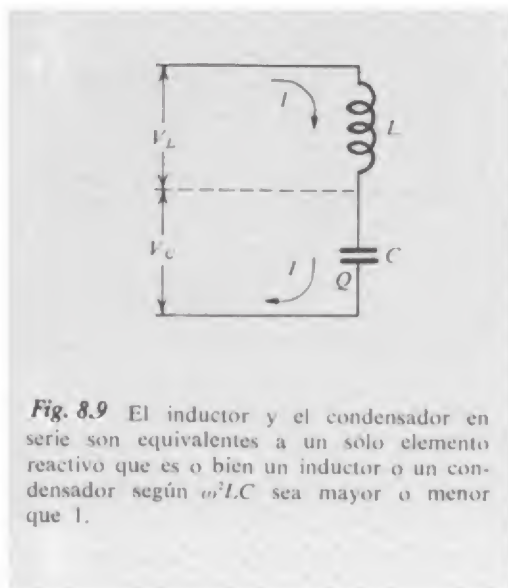 I
V_L
L
V_C
I
C
Q
Fig. 8.9 El inductor y el condensador en
serie son equivalentes a un solo elemento
reactivo que es o bien un inductor o un con-
densador según ω²LC sea mayor o menor
que 1.